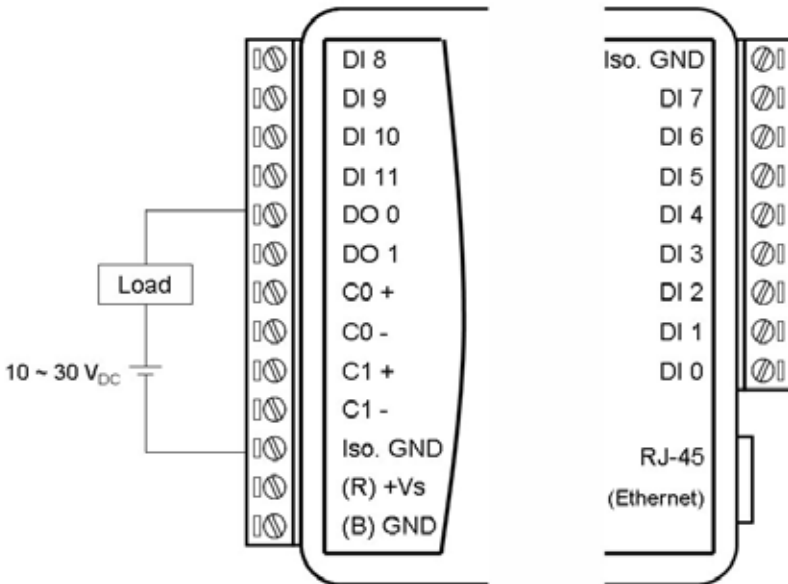 DI 8
DI 9
DI 10
DI 11
DO 0
DO 1
C0 +
C0 -
C1 +
C1 -
Iso. GND
(R) +Vs
(B) GND
Load
10 ~ 30 VDC
Iso. GND
DI 7
DI 6
DI 5
DI 4
DI 3
DI 2
DI 1
DI 0
RJ-45
(Ethernet)